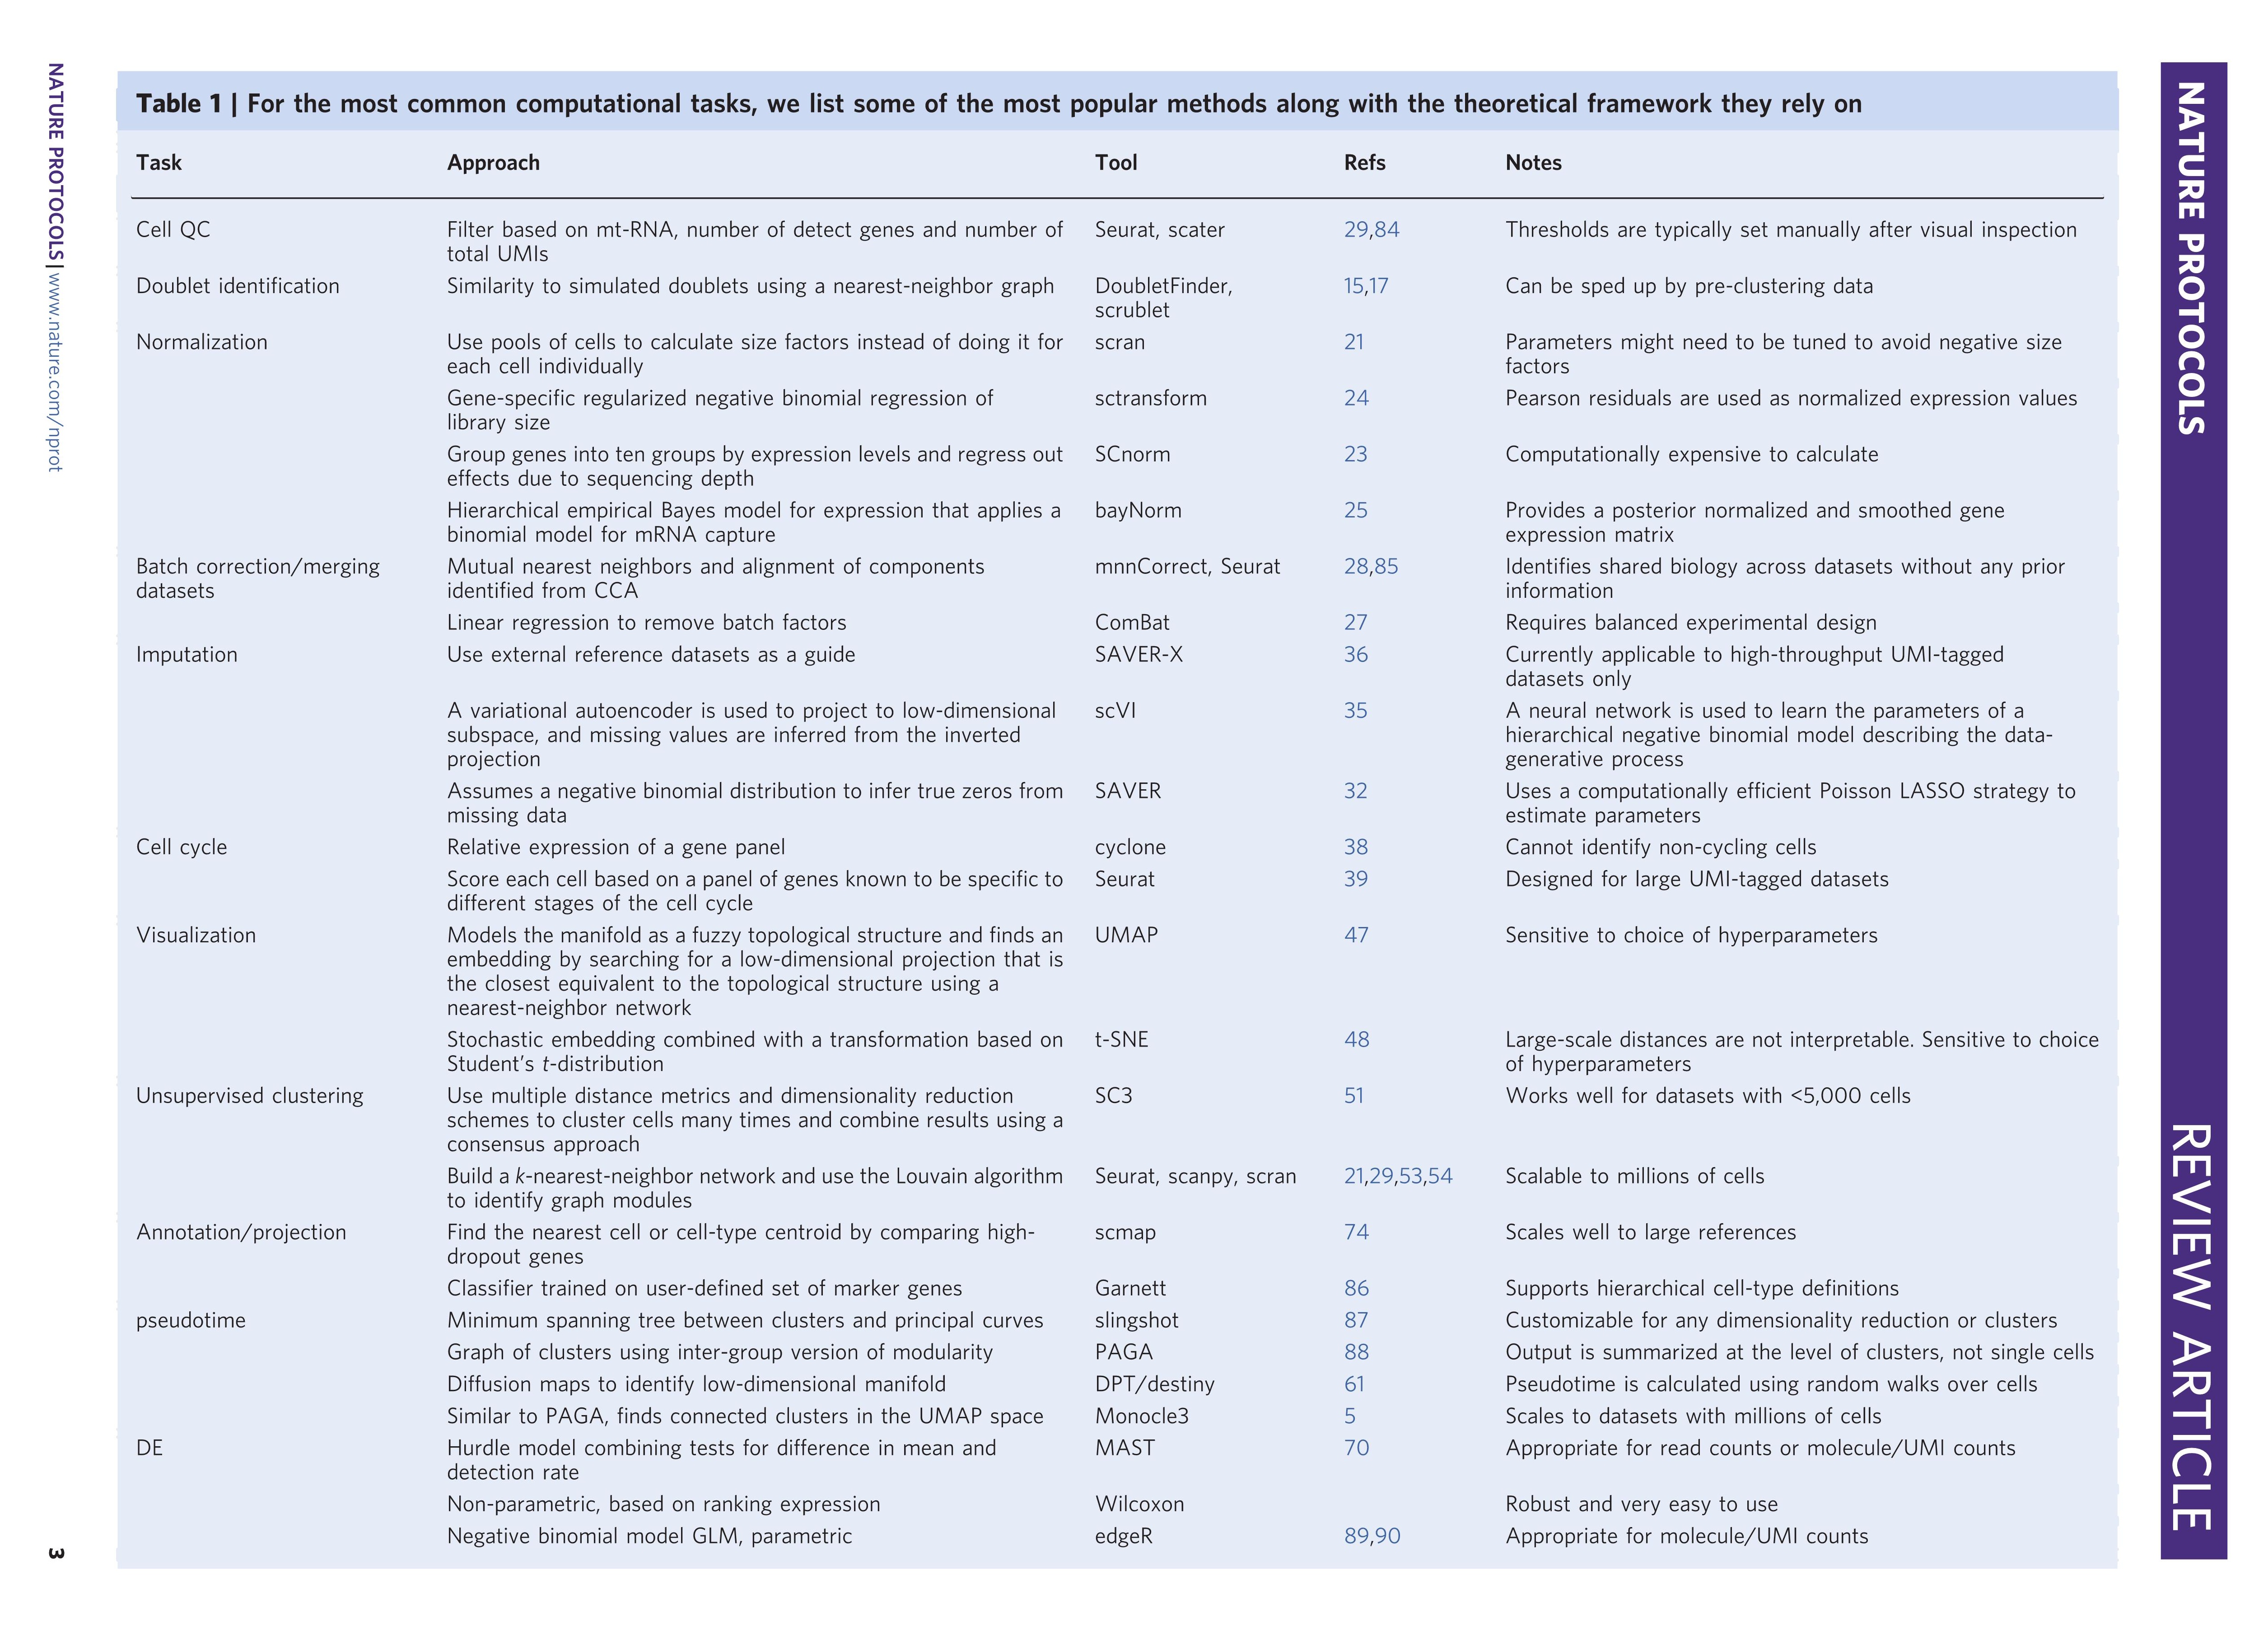 NATURE PROTOCOLS
REVIEW ARTICLE
Table 1 | For the most common computational tasks, we list some of the most popular methods along with the theoretical framework they rely on
Task Approach Tool Refs Notes
Cell QC Filter based on mt-RNA, number of detect genes and number of Seurat, scater 29,84 Thresholds are typically set manually after visual inspection
total UMIs
Doublet identification Similarity to simulated doublets using a nearest-neighbor graph DoubletFinder, 15,17 Can be sped up by pre-clustering data
scrublet
Normalization Use pools of cells to calculate size factors instead of doing it for scran 21 Parameters might need to be tuned to avoid negative size
each cell individually factors
Gene-specific regularized negative binomial regression of sctransform 24 Pearson residuals are used as normalized expression values
library size
Group genes into ten groups by expression levels and regress out SCnorm 23 Computationally expensive to calculate
effects due to sequencing depth
Hierarchical empirical Bayes model for expression that applies a bayNorm 25 Provides a posterior normalized and smoothed gene
binomial model for mRNA capture expression matrix
Batch correction/merging Mutual nearest neighbors and alignment of components mnnCorrect, Seurat 28,85 Identifies shared biology across datasets without any prior
datasets identified from CCA information
Linear regression to remove batch factors ComBat 27 Requires balanced experimental design
Imputation Use external reference datasets as a guide SAVER-X 36 Currently applicable to high-throughput UMI-tagged
datasets only
A variational autoencoder is used to project to low-dimensional scVI 35 A neural network is used to learn the parameters of a
subspace, and missing values are inferred from the inverted hierarchical negative binomial model describing the data-
projection generative process
Assumes a negative binomial distribution to infer true zeros from SAVER 32 Uses a computationally efficient Poisson LASSO strategy to
missing data estimate parameters
Cell cycle Relative expression of a gene panel cyclone 38 Cannot identify non-cycling cells
Score each cell based on a panel of genes known to be specific to Seurat 39 Designed for large UMI-tagged datasets
different stages of the cell cycle
Visualization Models the manifold as a fuzzy topological structure and finds an UMAP 47 Sensitive to choice of hyperparameters
embedding by searching for a low-dimensional projection that is
the closest equivalent to the topological structure using a
nearest-neighbor network
Stochastic embedding combined with a transformation based on t-SNE 48 Large-scale distances are not interpretable. Sensitive to choice
Student's t-distribution of hyperparameters
Unsupervised clustering Use multiple distance metrics and dimensionality reduction SC3 51 Works well for datasets with <5,000 cells
schemes to cluster cells many times and combine results using a
consensus approach
Build a k-nearest-neighbor network and use the Louvain algorithm Seurat, scanpy, scran 21,29,53,54 Scalable to millions of cells
to identify graph modules
Annotation/projection Find the nearest cell or cell-type centroid by comparing high- scmap 74 Scales well to large references
dropout genes
Classifier trained on user-defined set of marker genes Garnett 86 Supports hierarchical cell-type definitions
pseudotime Minimum spanning tree between clusters and principal curves slingshot 87 Customizable for any dimensionality reduction or clusters
Graph of clusters using inter-group version of modularity PAGA 88 Output is summarized at the level of clusters, not single cells
Diffusion maps to identify low-dimensional manifold DPT/destiny 61 Pseudotime is calculated using random walks over cells
Similar to PAGA, finds connected clusters in the UMAP space Monocle3 5 Scales to datasets with millions of cells
DE Hurdle model combining tests for difference in mean and MAST 70 Appropriate for read counts or molecule/UMI counts
detection rate
Non-parametric, based on ranking expression Wilcoxon Robust and very easy to use
Negative binomial model GLM, parametric edgeR 89,90 Appropriate for molecule/UMI counts
NATURE PROTOCOLS | www.nature.com/nprot
3